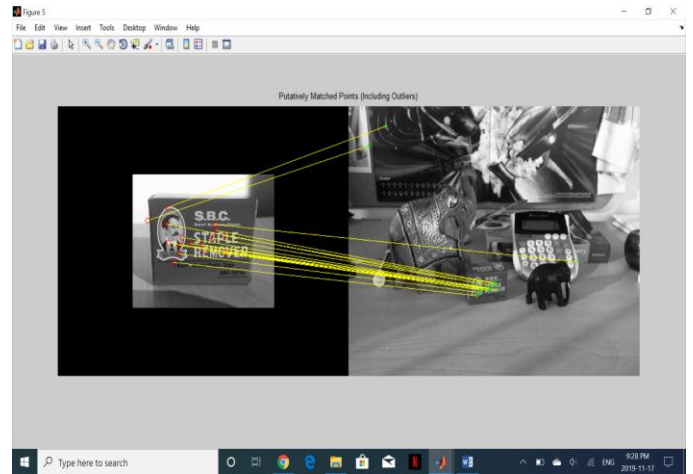 Figure 5
File Edit View Insert Tools Desktop Window Help
Putatively Matched Points (Including Outliers)
S.B.C.
STAPLE
REMOVER
Type here to search
ENG
9:28 PM
2019-11-17